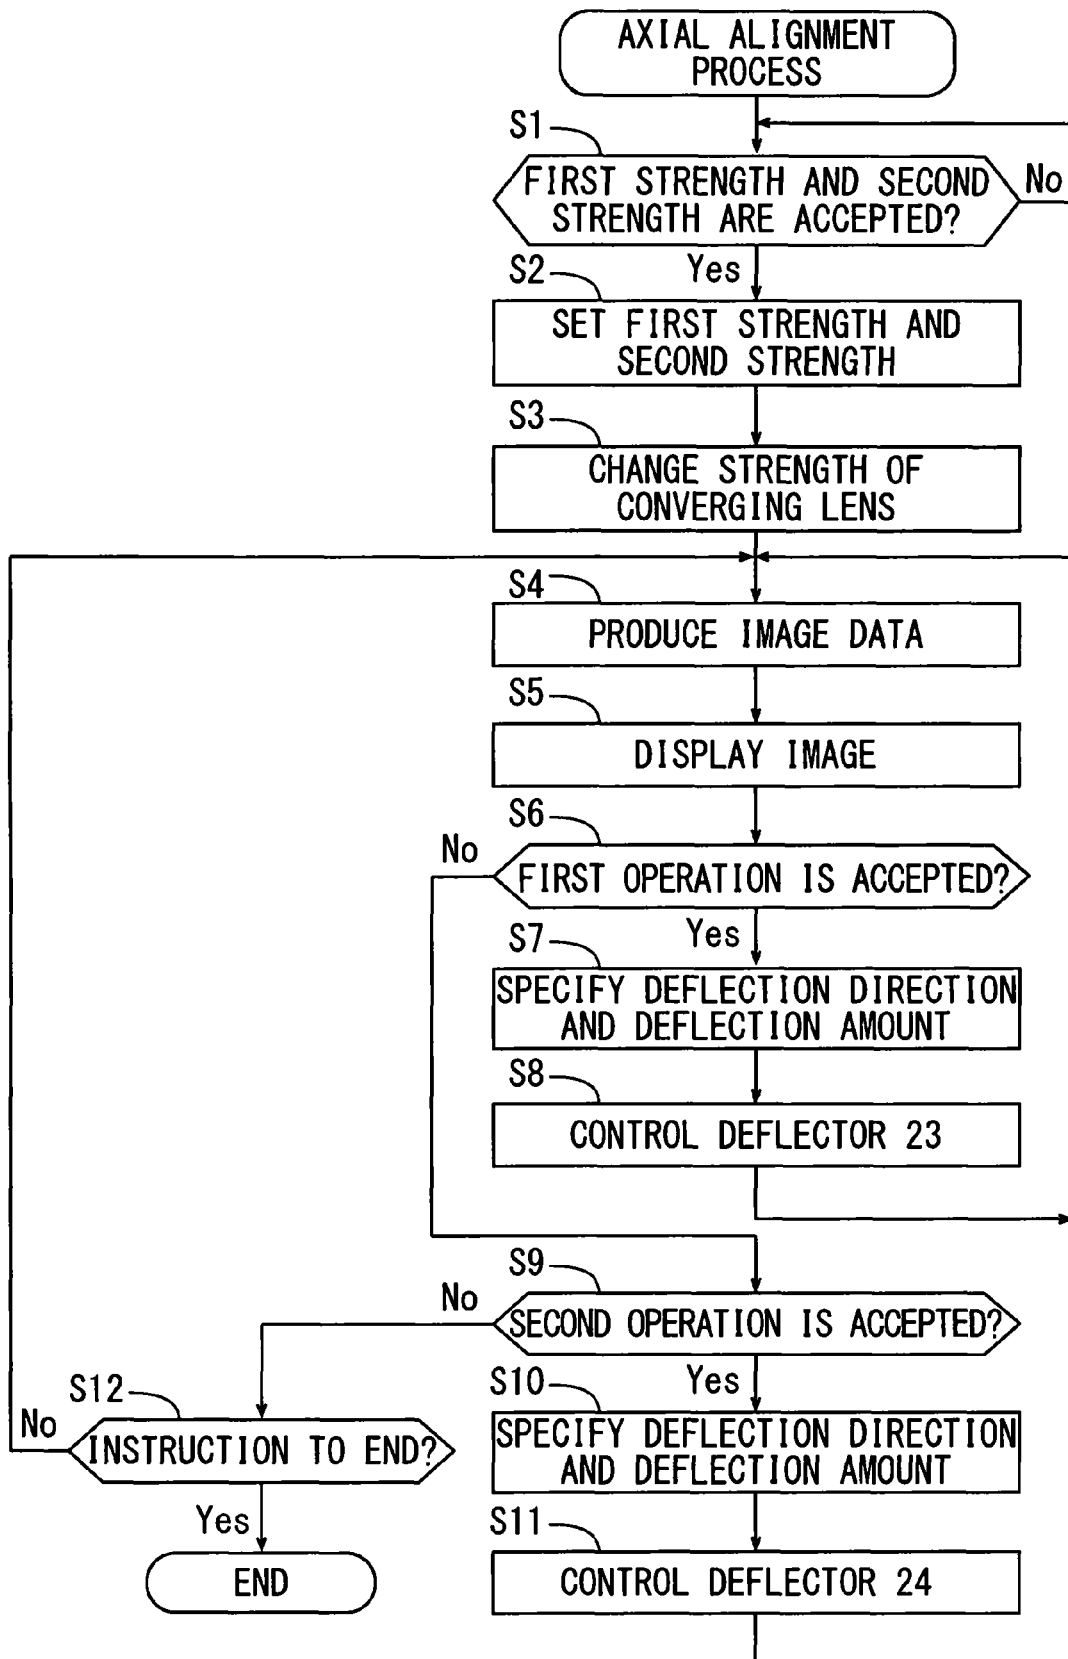 AXIAL ALIGNMENT
PROCESS
S1
FIRST STRENGTH AND SECOND
STRENGTH ARE ACCEPTED?
No
Yes
S2
SET FIRST STRENGTH AND
SECOND STRENGTH
S3
CHANGE STRENGTH OF
CONVERGING LENS
S4
PRODUCE IMAGE DATA
S5
DISPLAY IMAGE
S6
No
FIRST OPERATION IS ACCEPTED?
Yes
S7
SPECIFY DEFLECTION DIRECTION
AND DEFLECTION AMOUNT
S8
CONTROL DEFLECTOR 23
S9
No
SECOND OPERATION IS ACCEPTED?
Yes
S10
SPECIFY DEFLECTION DIRECTION
AND DEFLECTION AMOUNT
S11
CONTROL DEFLECTOR 24
S12
No
INSTRUCTION TO END?
Yes
END